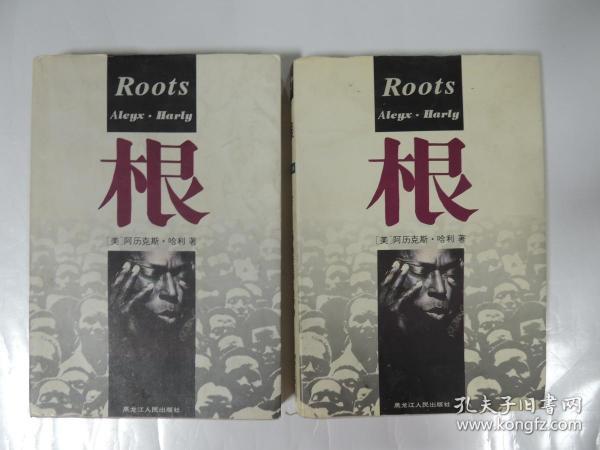 Roots
Aleyx · Harly
根
[美]阿历克斯·哈利 著
黑龙江人民出版社
Roots
Aleyx · Harly
根
[美]阿历克斯·哈利 著
黑龙江人民出版社
孔夫子旧书网
www.kongfz.com